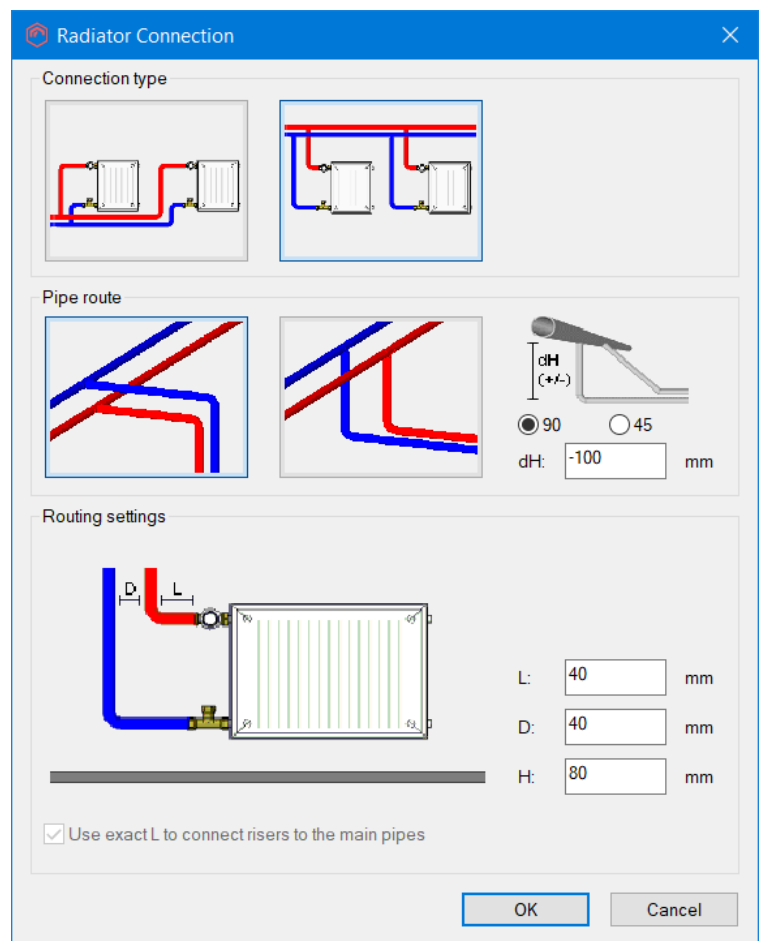 Radiator Connection
Connection type
Pipe route
dH
(+/-)
90 45
dH: -100 mm
Routing settings
D L
L: 40 mm
D: 40 mm
H: 80 mm
Use exact L to connect risers to the main pipes
OK Cancel